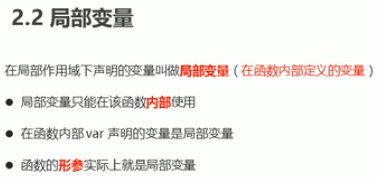 2.2 局部变量
在局部作用域下声明的变量叫做局部变量（在函数内部定义的变量）
● 局部变量只能在该函数内部使用
● 在函数内部 var 声明的变量是局部变量
● 函数的形参实际上就是局部变量